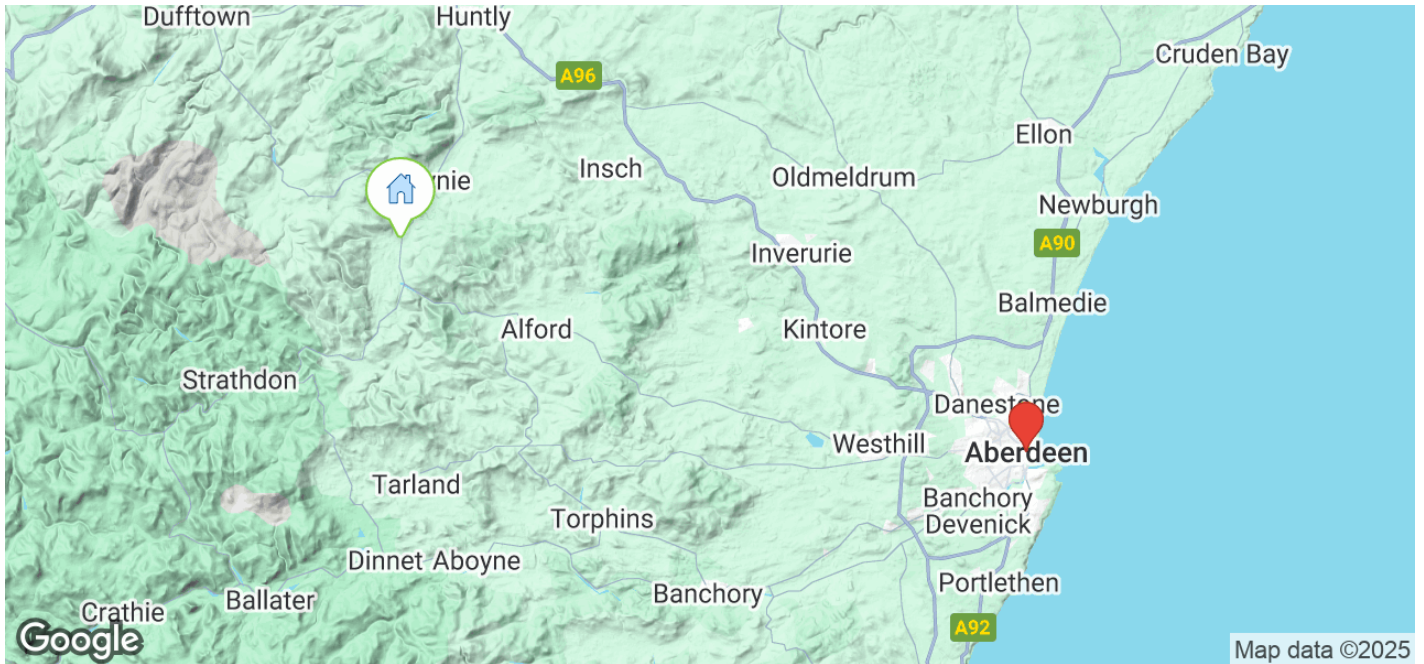 Dufftown
Huntly
Cruden Bay
A96
Ellon
Insch
Oldmeldrum
Newburgh
A90
Inverurie
Balmedie
Alford
Kintore
Strathdon
Danestone
Westhill
Aberdeen
Tarland
Banchory
Devenick
Torphins
Dinnet
Aboyne
Portlethen
Banchory
Ballater
Crathie
A92
Google
Map data ©2025